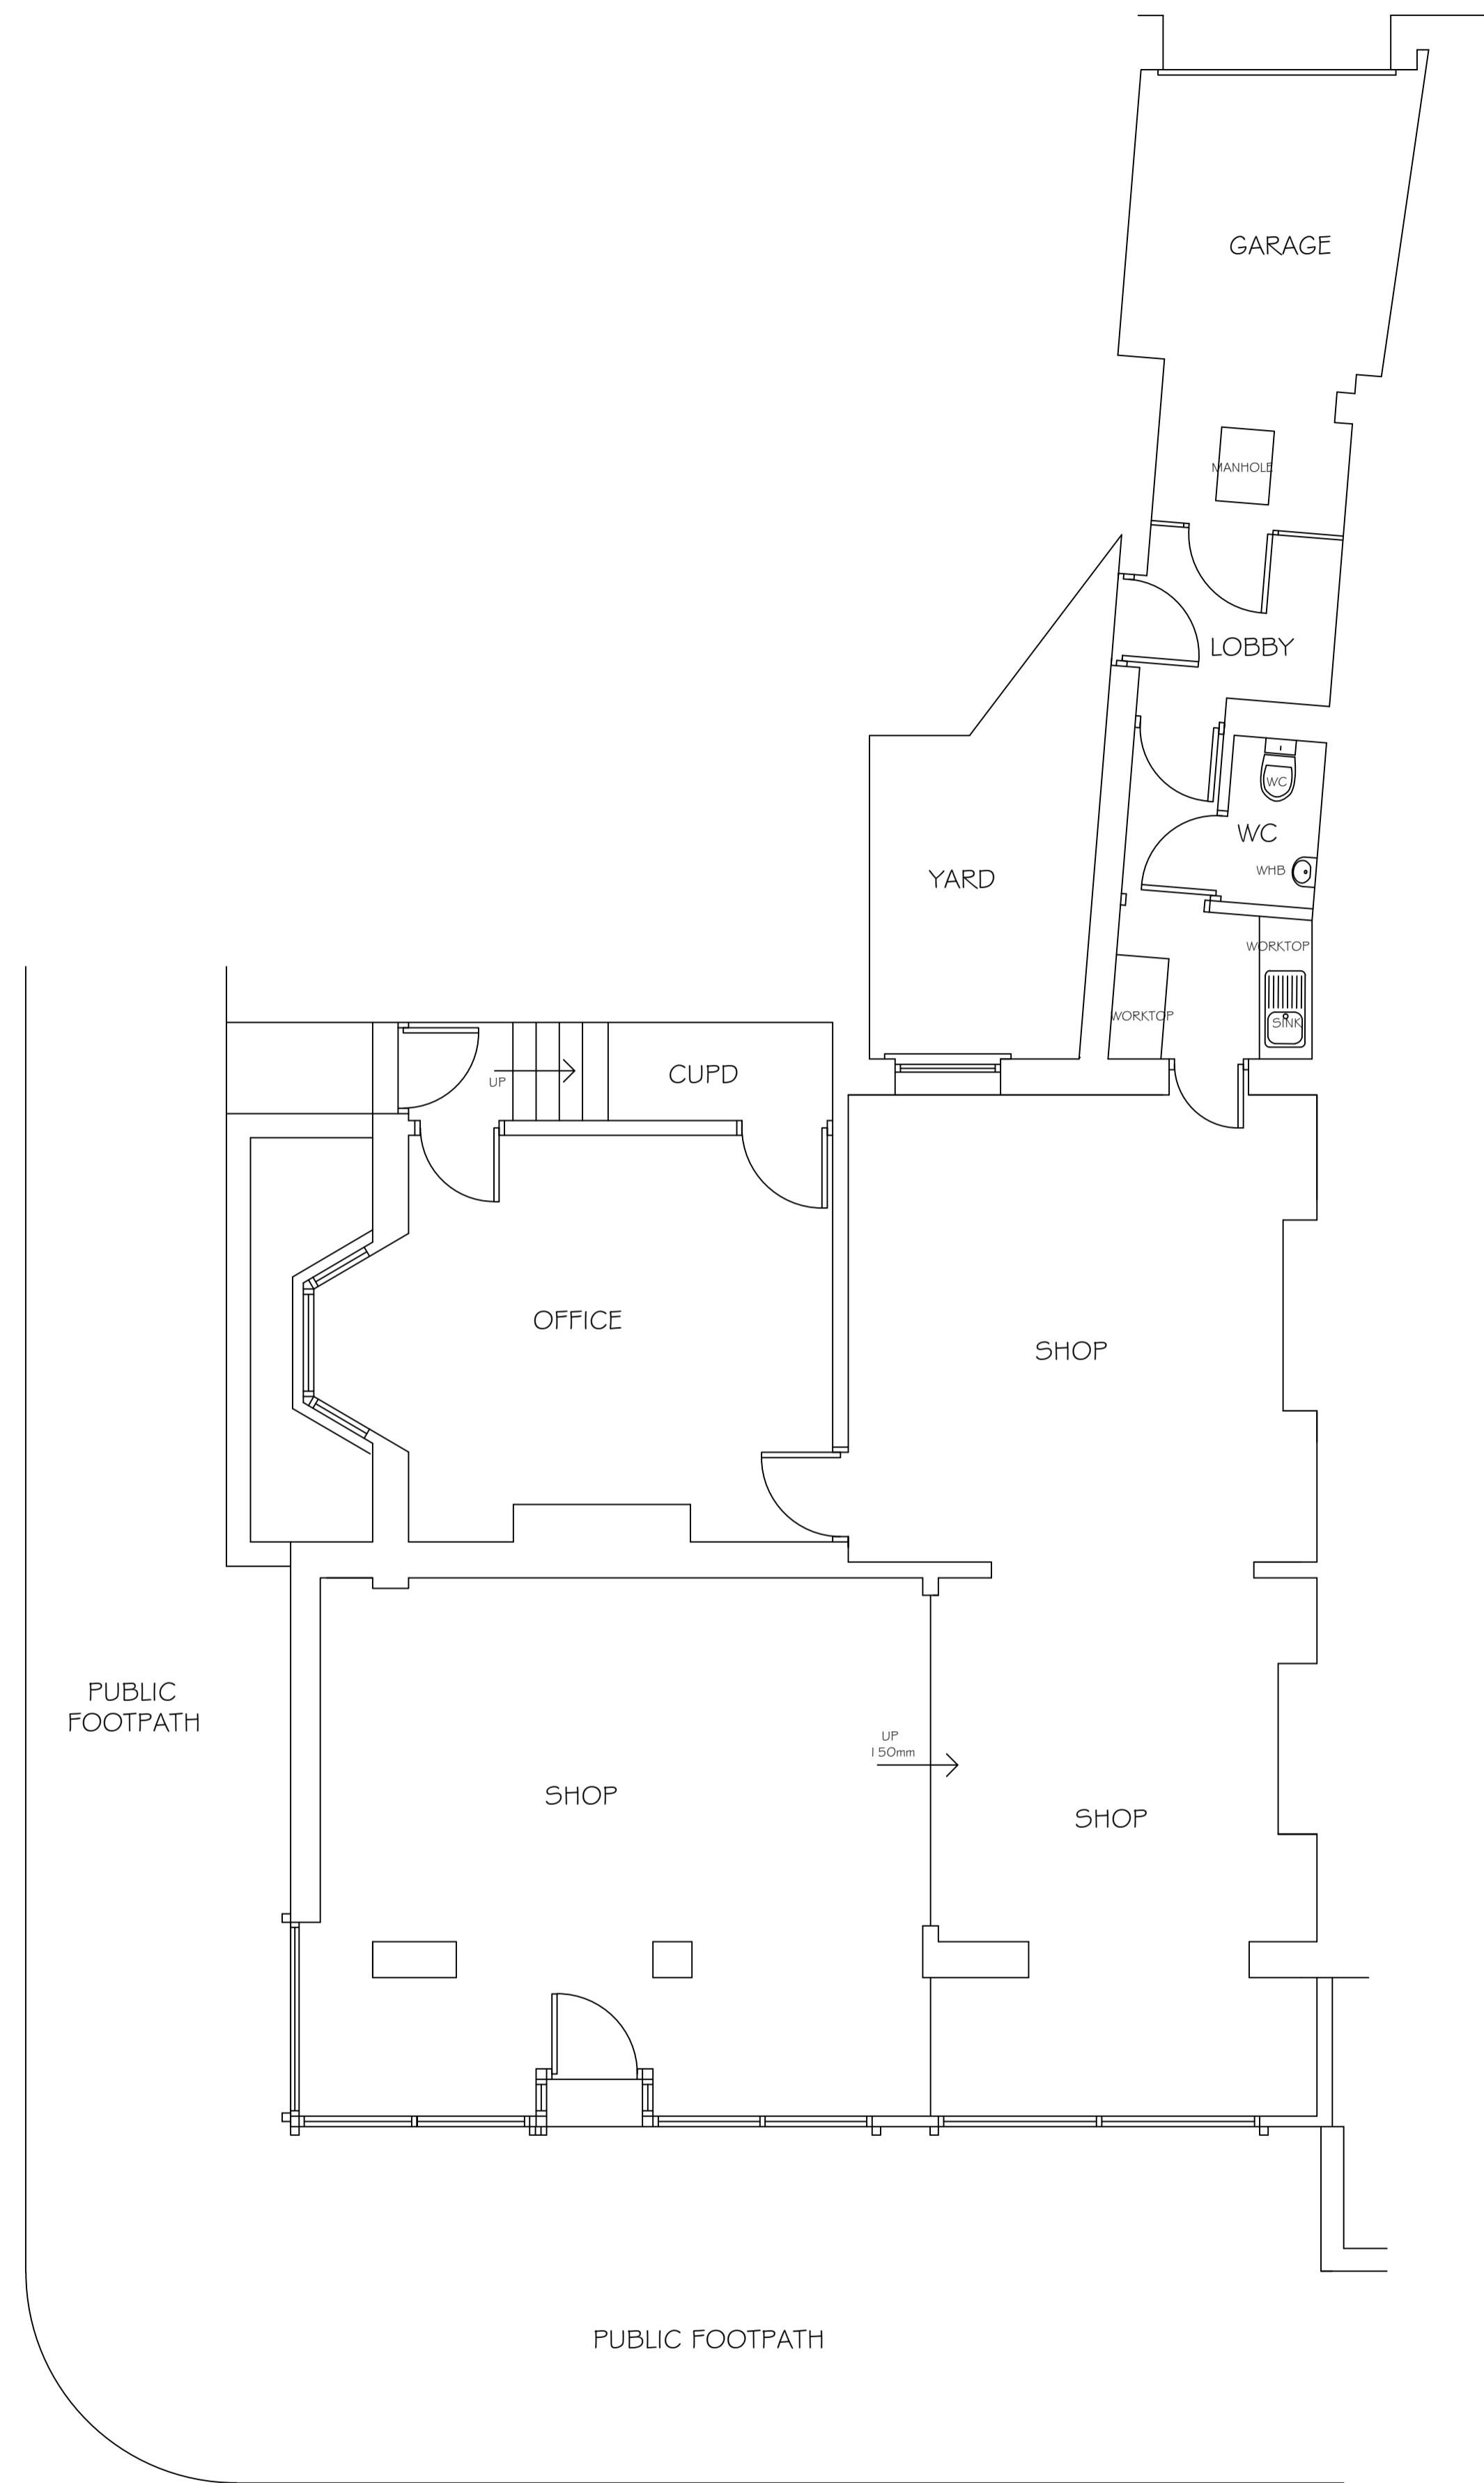 GARAGE
MANHOLE
LOBBY
WC
WC
WHB
YARD
WORKTOP
WORKTOP
SINK
CUPD
UP
OFFICE
SHOP
PUBLIC
FOOTPATH
UP
150mm
SHOP
SHOP
PUBLIC FOOTPATH